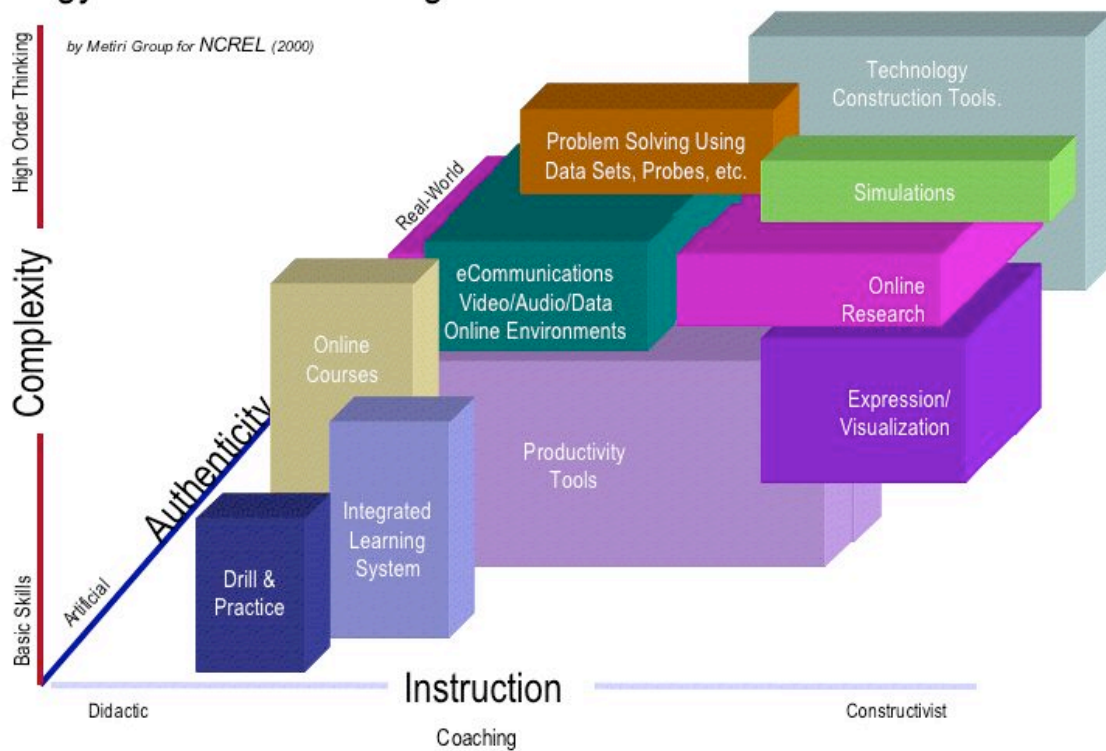 by Metiri Group for NCREL (2000)
High Order Thinking
Complexity
Basic Skills
Authenticity
Artificial
Real-World
Technology
Construction Tools.
Problem Solving Using
Data Sets, Probes, etc.
Simulations
eCommunications
Video/Audio/Data
Online Environments
Online
Research
Online
Courses
Expression/
Visualization
Productivity
Tools
Integrated
Learning
System
Drill &
Practice
Instruction
Didactic
Coaching
Constructivist